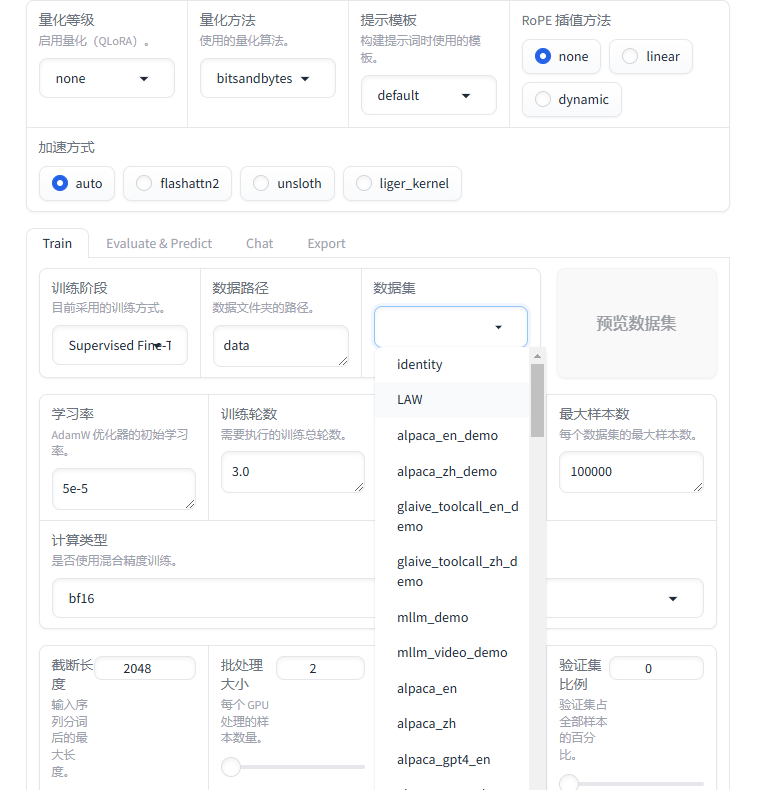 量化等级
启用量化（QLoRA）。
none
量化方法
使用的量化算法。
bitsandbytes
提示模板
构建提示词时使用的模
板。
default
RoPE 插值方法
none
linear
dynamic
加速方式
auto
flashattn2
unsloth
liger_kernel
Train
Evaluate & Predict
Chat
Export
训练阶段
目前采用的训练方式。
Supervised Fine-T
数据路径
数据文件夹的路径。
data
数据集
预览数据集
identity
LAW
alpaca_en_demo
alpaca_zh_demo
glaive_toolcall_en_d
emo
glaive_toolcall_zh_d
emo
mllm_demo
mllm_video_demo
alpaca_en
alpaca_zh
alpaca_gpt4_en
学习率
AdamW 优化器的初始学习
率。
5e-5
训练轮数
需要执行的训练总轮数。
3.0
最大样本数
每个数据集的最大样本数。
100000
计算类型
是否使用混合精度训练。
bf16
截断长
度
2048
输入序
列分词
后的最
大长
度。
批处理
大小
2
每个 GPU
处理的样
本数量。
验证集
比例
0
验证集占
全部样本
的百分
比。